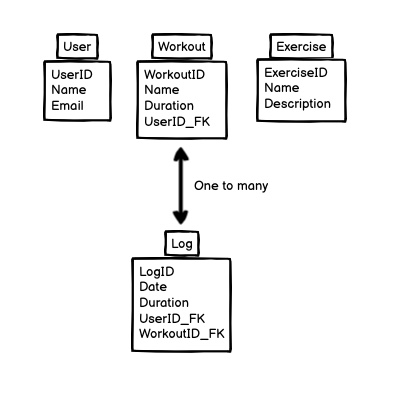 User
UserID
Name
Email
Workout
WorkoutID
Name
Duration
UserID_FK
Exercise
ExerciseID
Name
Description
One to many
Log
LogID
Date
Duration
UserID_FK
WorkoutID_FK